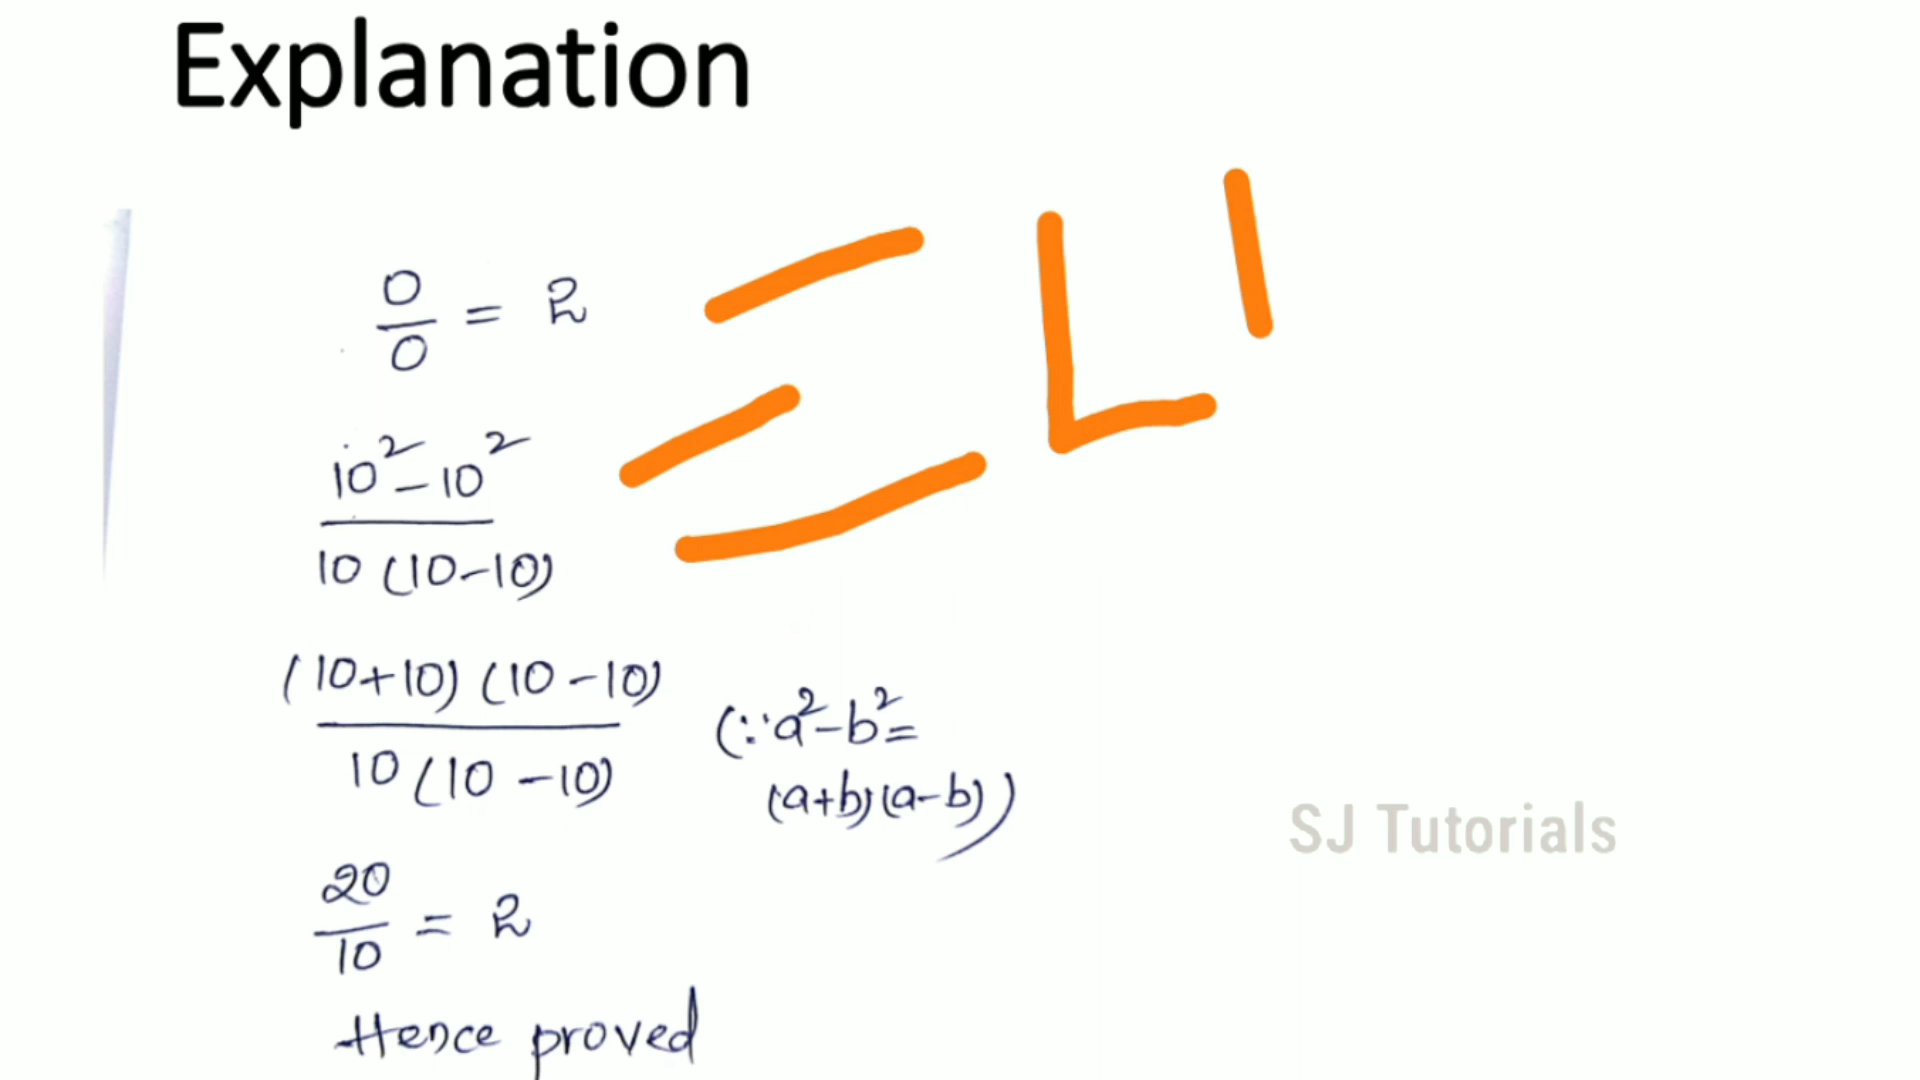 Explanation
0/0 = 2
10² - 10²
10 (10-10)
(10+10) (10-10)
10 (10-10)
(∵ a² - b² =
(a+b) (a-b))
20/10 = 2
Hence proved
SJ Tutorials